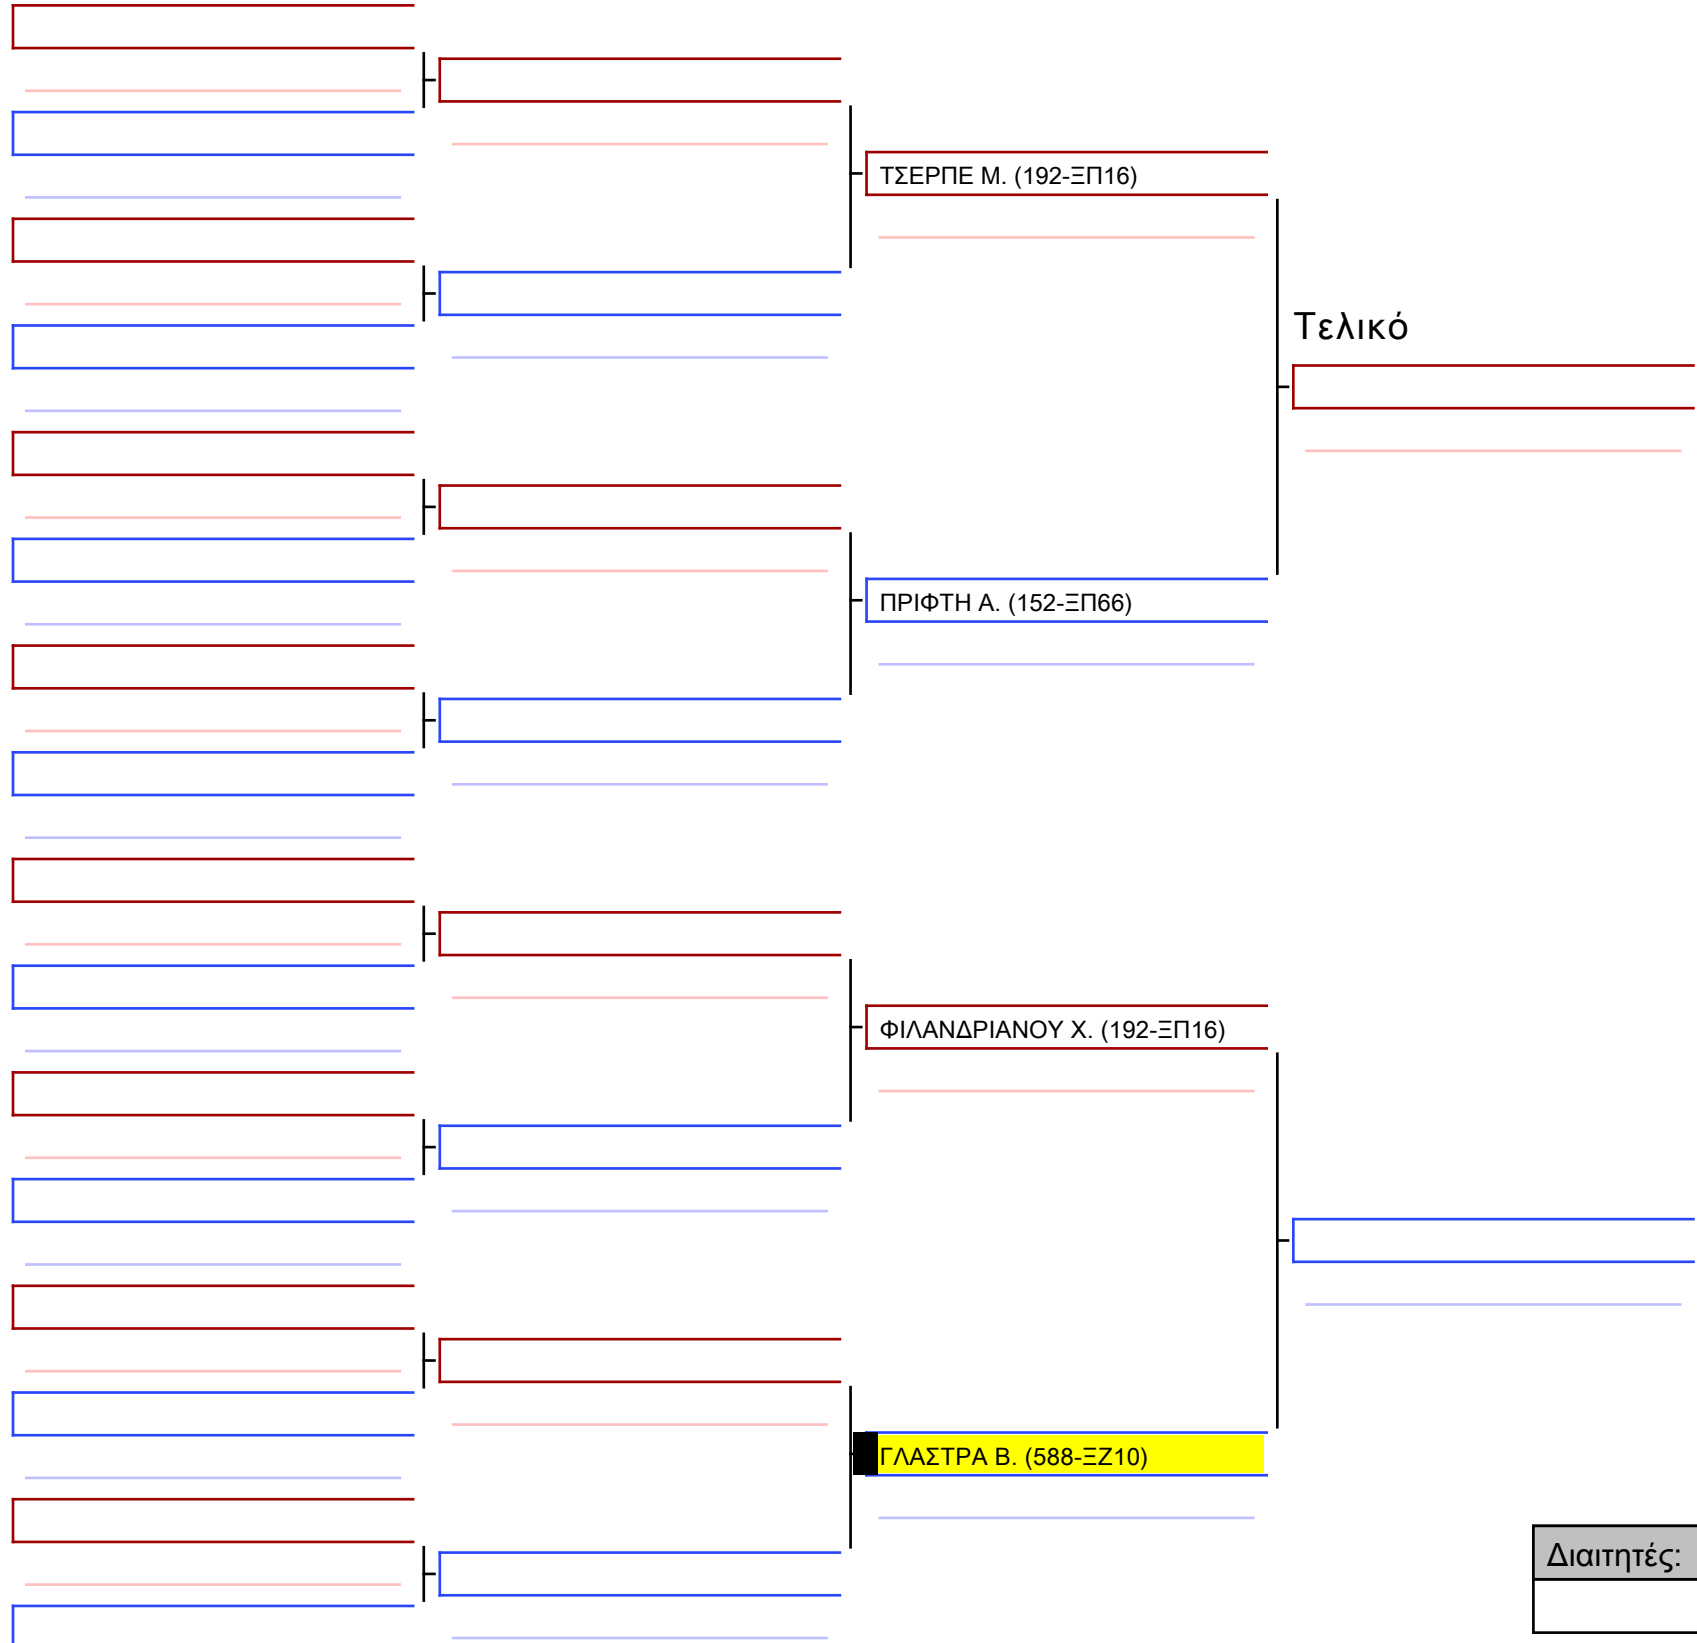 ΤΣΕΡΠΕ Μ. (192-ΞΠ16)
Τελικό
ΠΡΙΦΤΗ Α. (152-ΞΠ66)
ΦΙΛΑΝΔΡΙΑΝΟΥ Χ. (192-ΞΠ16)
ΓΛΑΣΤΡΑ Β. (588-ΞΖ10)
Διαιτητές: